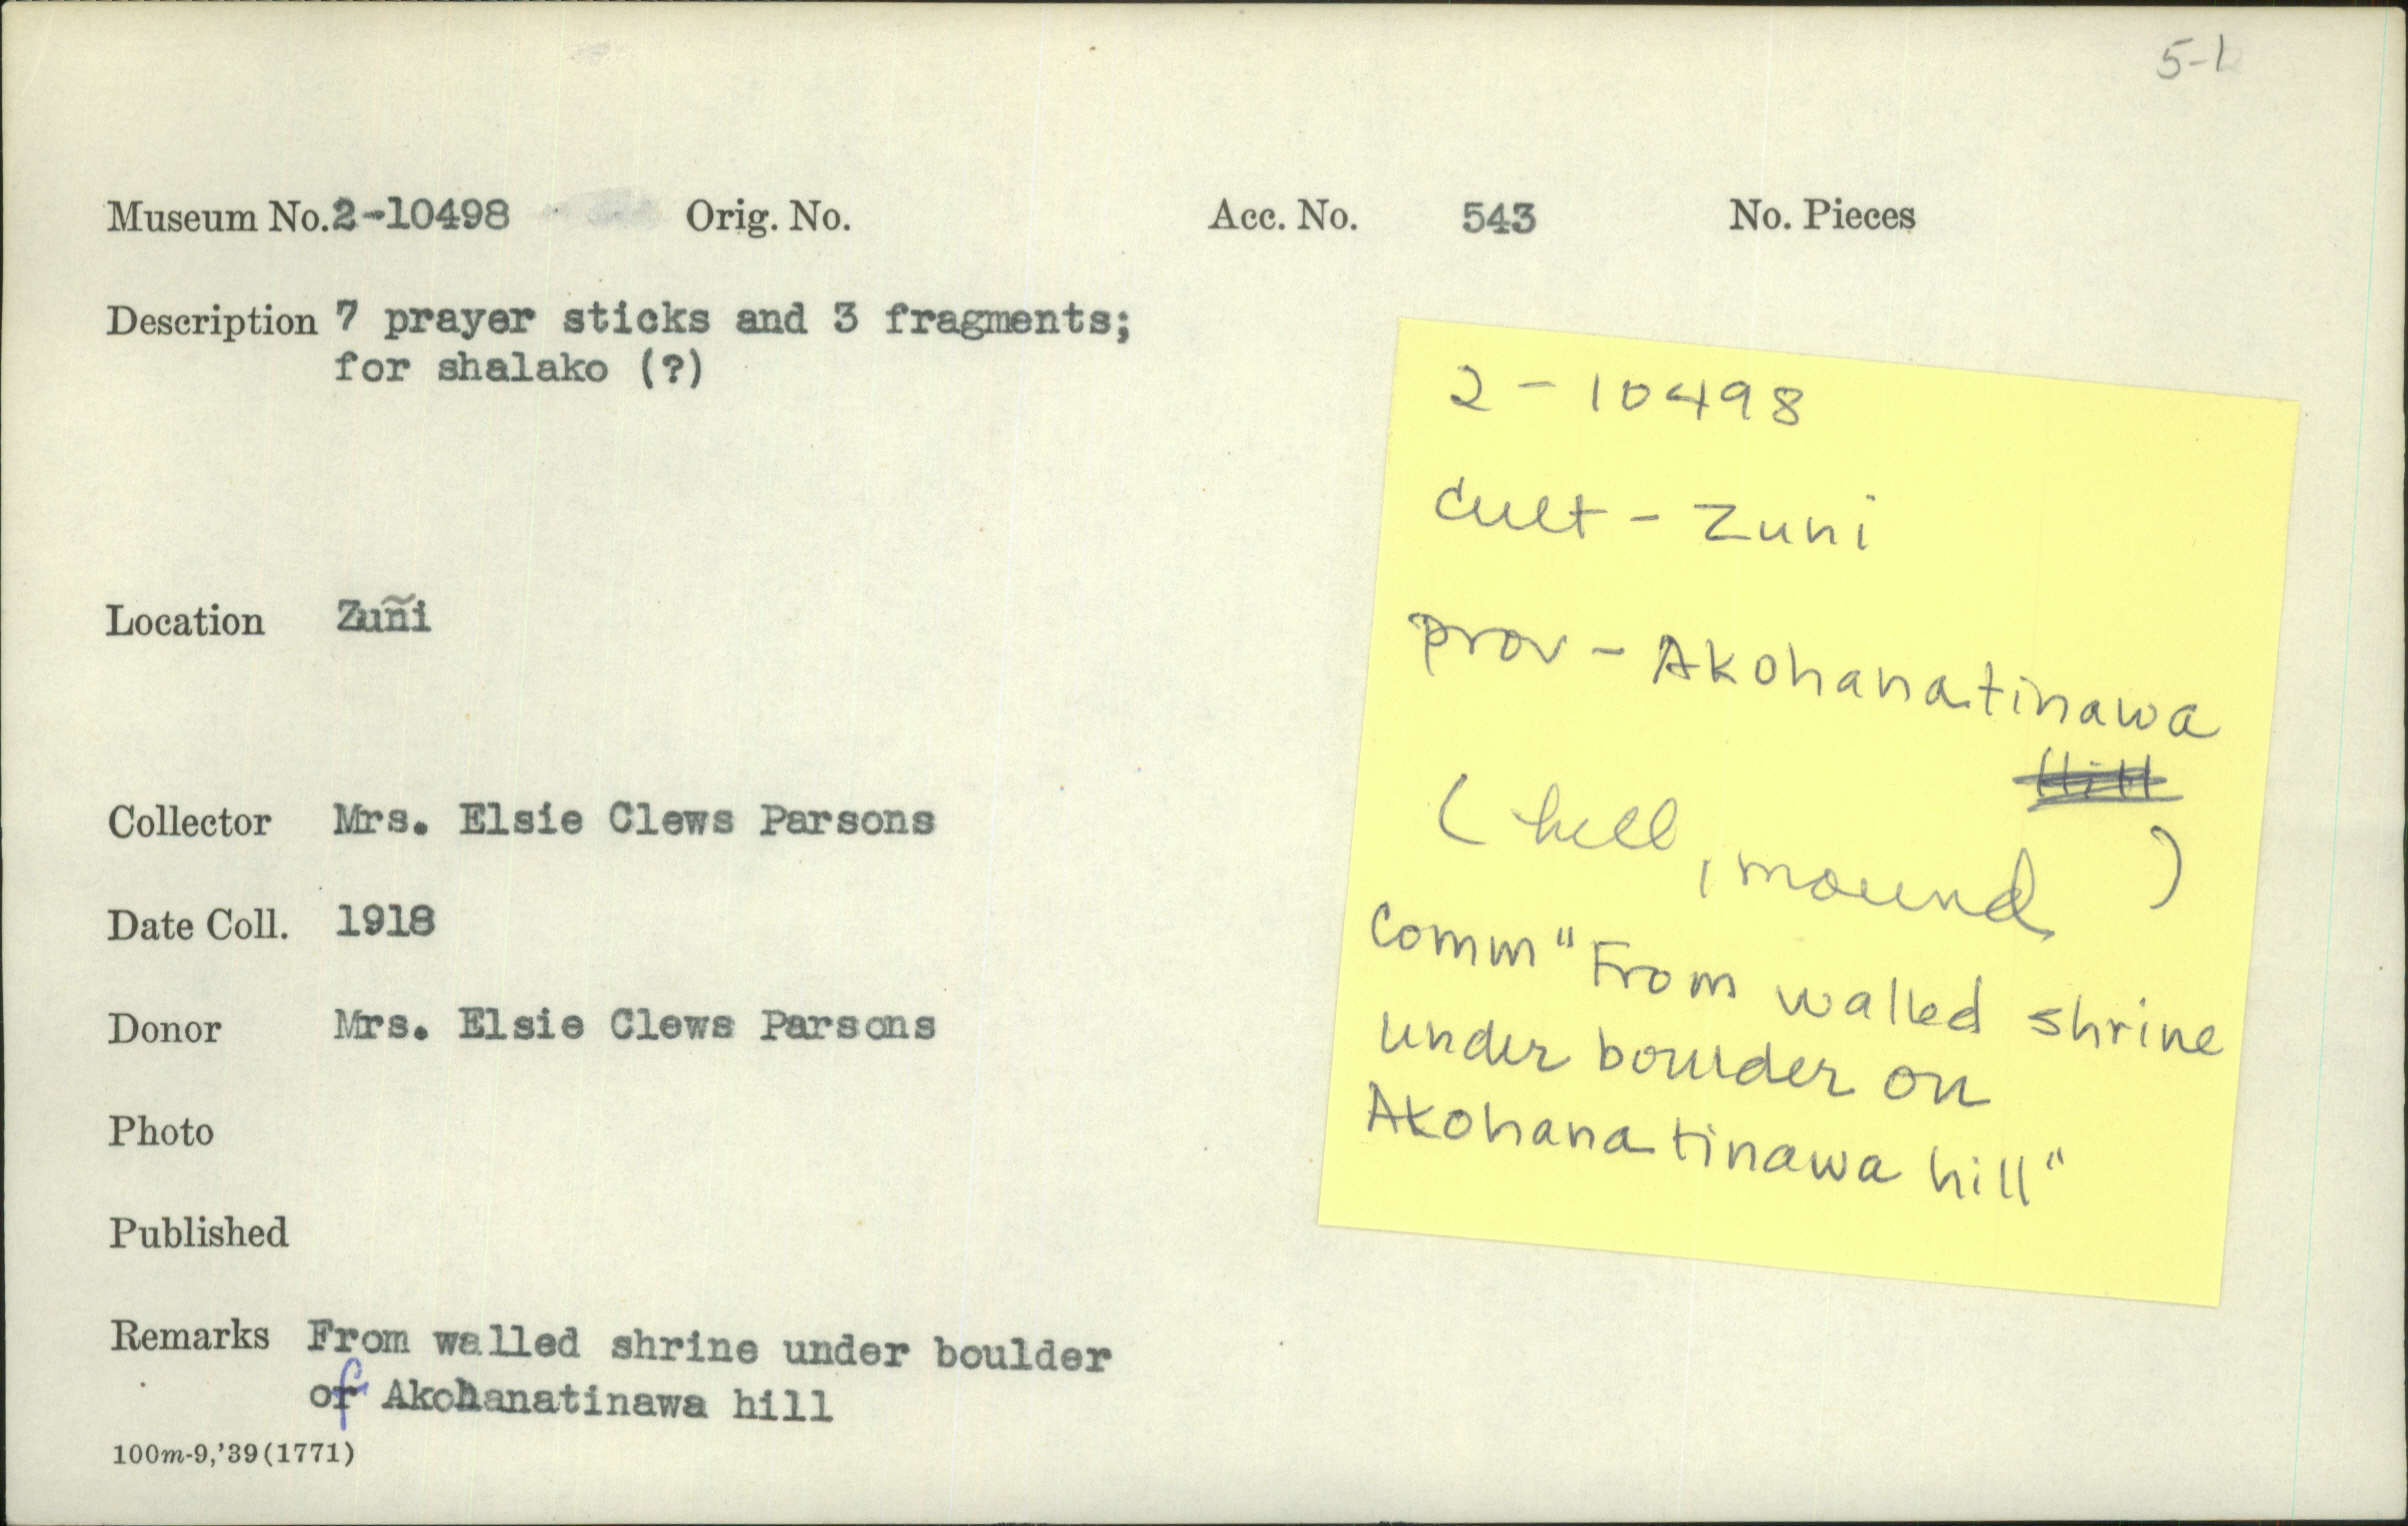 5-1
Museum No. 2-10498 Orig. No. Acc. No. 543 No. Pieces
Description 7 prayer sticks and 3 fragments;
for shalako (?)
Location Zuñi
Collector Mrs. Elsie Clews Parsons
Date Coll. 1918
Donor Mrs. Elsie Clews Parsons
Photo
Published
Remarks From walled shrine under boulder
of Akohanatinawa hill
100m-9,'39(1771)
2-10498
cult - Zuni
prov - Akohanatinawa
Hill
(hill, mound)
Comm "From walled shrine
under boulder on
Akohanatinawa hill"